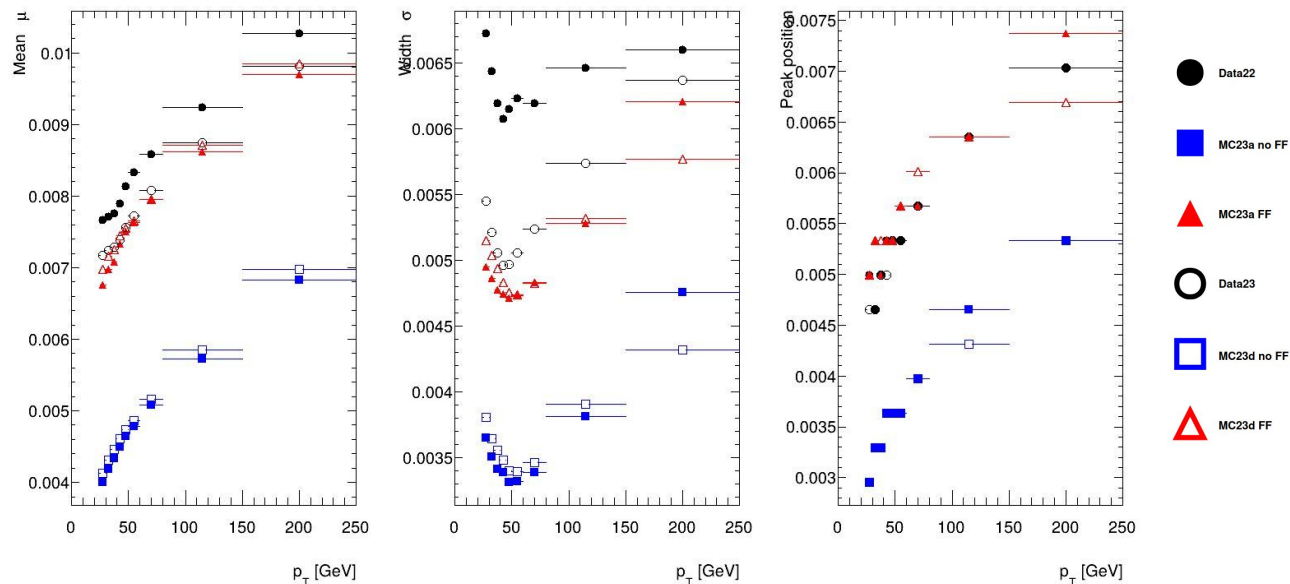 Mean μ
0.01
0.009
0.008
0.007
0.006
0.005
0.004
0 50 100 150 200 250
p_T [GeV]
Width σ
0.0065
0.006
0.0055
0.005
0.0045
0.004
0.0035
0 50 100 150 200 250
p_T [GeV]
Peak position
0.0075
0.007
0.0065
0.006
0.0055
0.005
0.0045
0.004
0.0035
0.003
0 50 100 150 200 250
p_T [GeV]
Data22
MC23a no FF
MC23a FF
Data23
MC23d no FF
MC23d FF